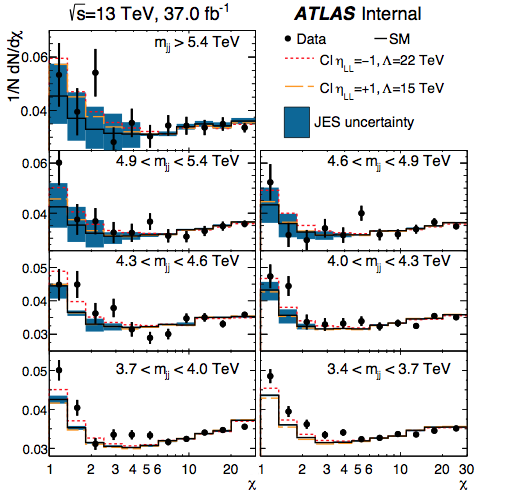 √s=13 TeV, 37.0 fb⁻¹
ATLAS Internal
1/N dN/dχ
m_jj > 5.4 TeV
Data
SM
CI η_LL=−1, Λ=22 TeV
CI η_LL=+1, Λ=15 TeV
JES uncertainty
0.06
0.04
4.9 < m_jj < 5.4 TeV
4.6 < m_jj < 4.9 TeV
0.06
0.04
4.3 < m_jj < 4.6 TeV
4.0 < m_jj < 4.3 TeV
0.05
0.04
0.03
3.7 < m_jj < 4.0 TeV
3.4 < m_jj < 3.7 TeV
0.05
0.04
0.03
1 2 3 4 5 6 10 20
1 2 3 4 5 6 10 20 30
χ χ